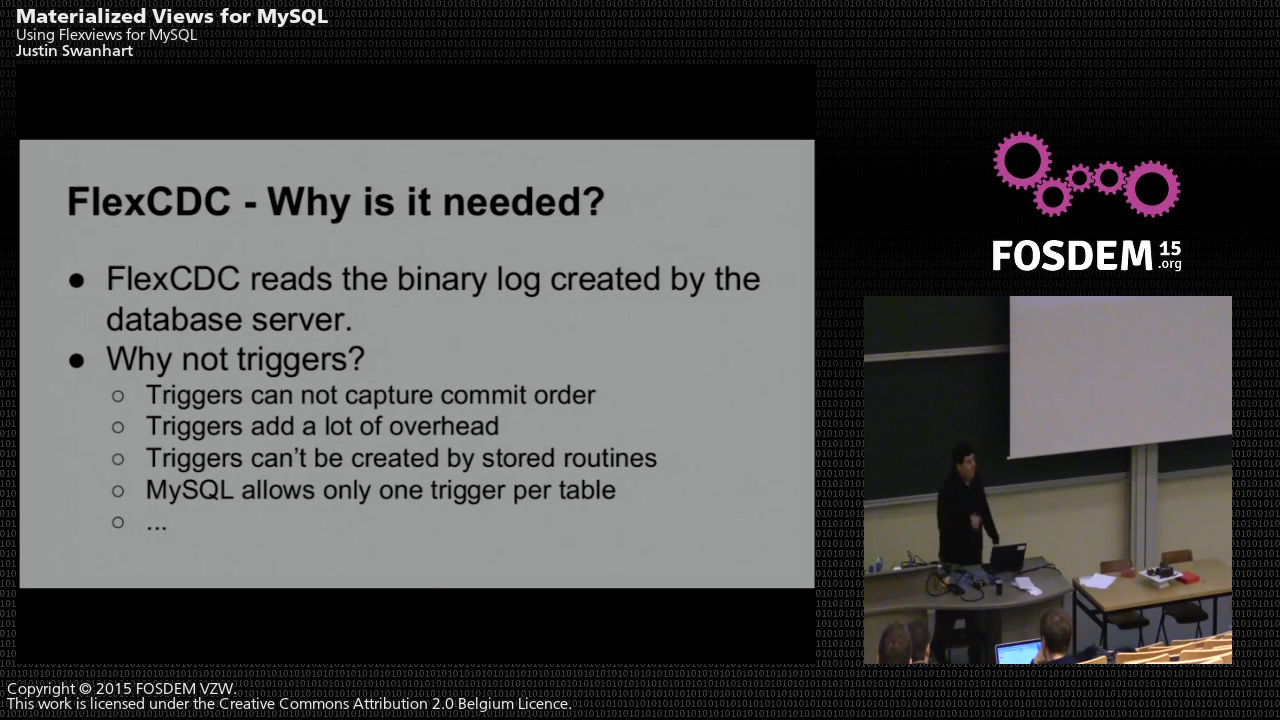 Materialized Views for MySQL
Using Flexviews for MySQL
Justin Swanhart
FlexCDC - Why is it needed?
● FlexCDC reads the binary log created by the
database server.
● Why not triggers?
○ Triggers can not capture commit order
○ Triggers add a lot of overhead
○ Triggers can't be created by stored routines
○ MySQL allows only one trigger per table
○ ...
FOSDEM 15
.org
Copyright © 2015 FOSDEM VZW.
This work is licensed under the Creative Commons Attribution 2.0 Belgium Licence.